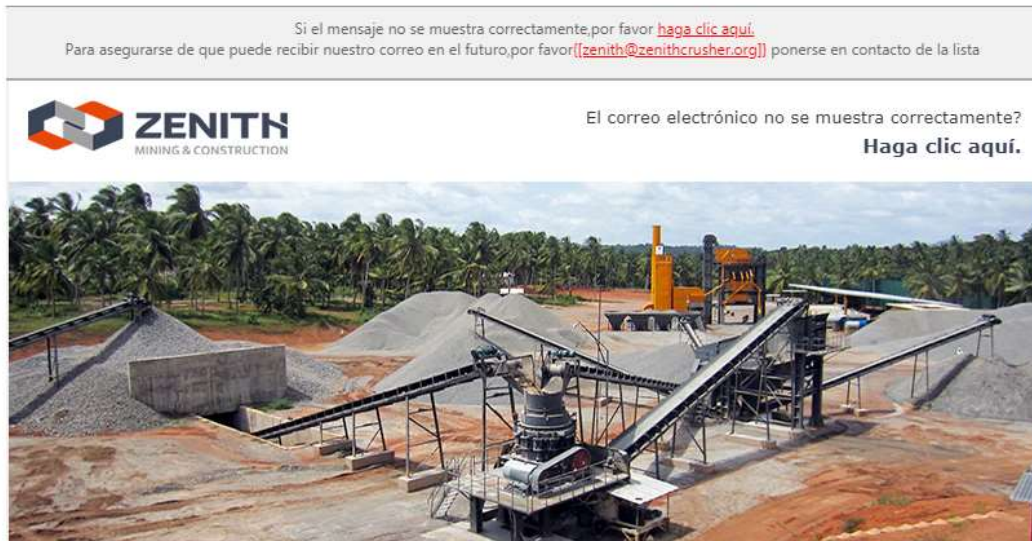 Si el mensaje no se muestra correctamente,por favor haga clic aquí.
Para asegurarse de que puede recibir nuestro correo en el futuro,por favor{[zenith@zenithcrusher.org]} ponerse en contacto de la lista
ZENITH
MINING & CONSTRUCTION
El correo electrónico no se muestra correctamente?
Haga clic aquí.